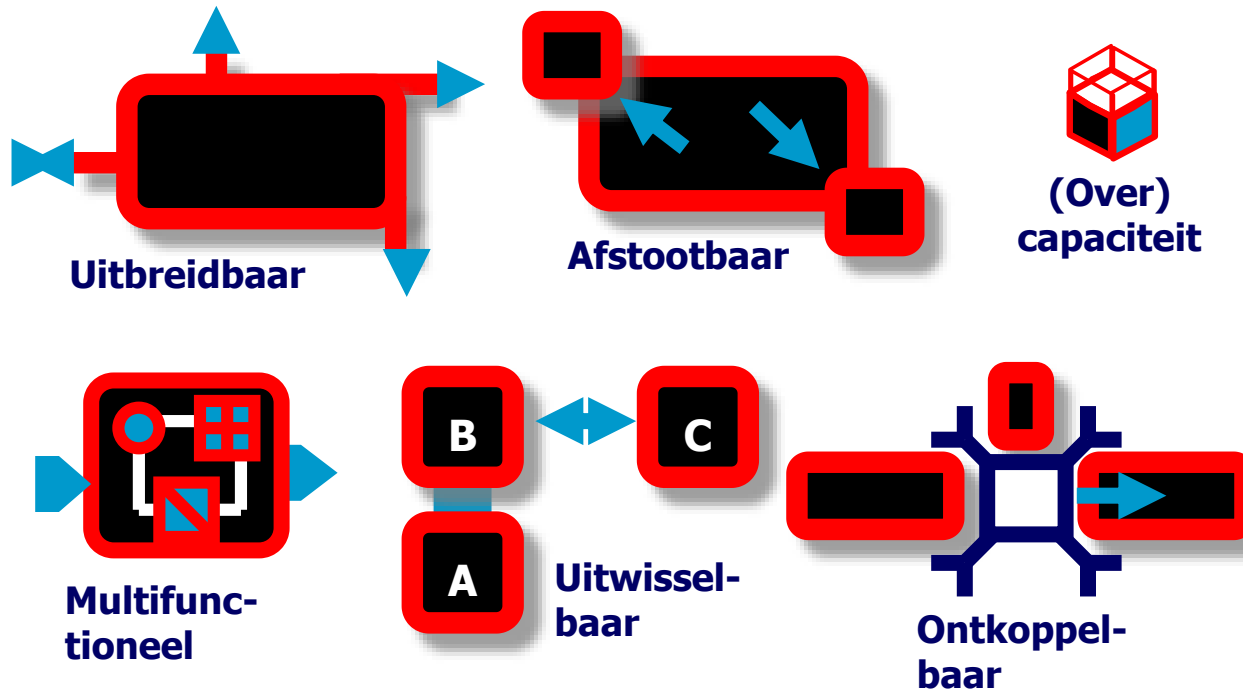 Uitbreidbaar
Afstootbaar
(Over)
capaciteit
Multifunc-
tioneel
B
C
A
Uitwissel-
baar
Ontkoppel-
baar